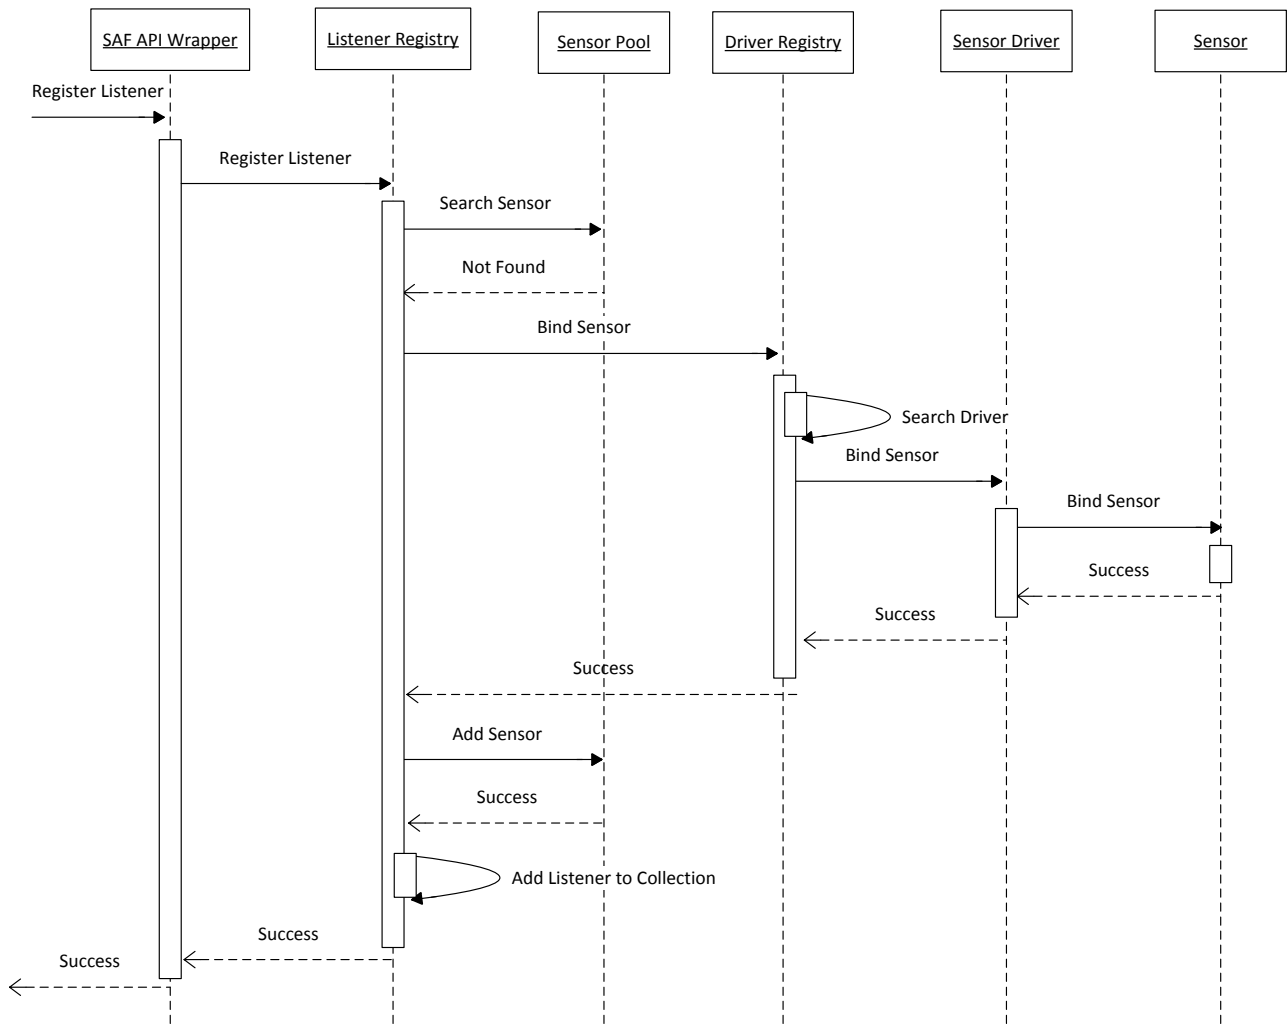 SAF API Wrapper
Listener Registry
Sensor Pool
Driver Registry
Sensor Driver
Sensor
Register Listener
Register Listener
Search Sensor
Not Found
Bind Sensor
Search Driver
Bind Sensor
Bind Sensor
Success
Success
Success
Add Sensor
Success
Add Listener to Collection
Success
Success